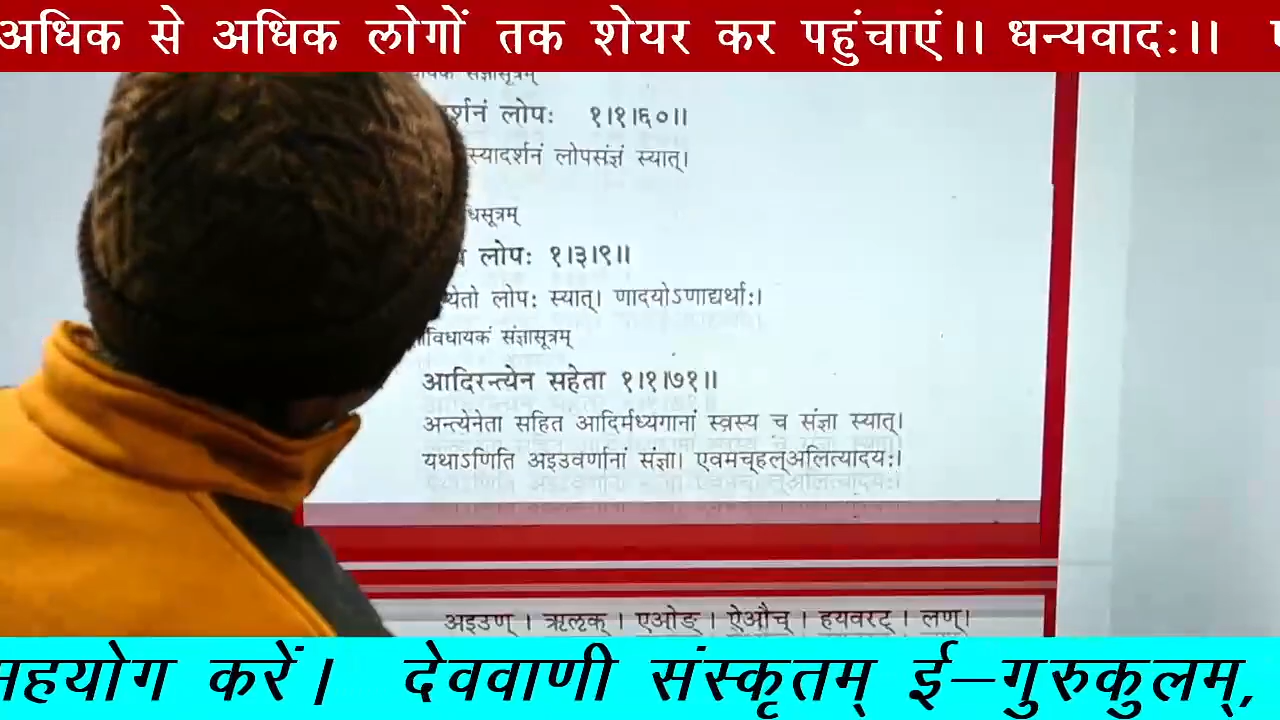 अधिक से अधिक लोगों तक शेयर कर पहुंचाएं।। धन्यवादः।।
संज्ञासूत्रम्
लोपः १।१।६०॥
स्यादर्शनं लोपसंज्ञं स्यात्।
लोपः १।३।९॥
लोपः स्यात्। णादयोऽणाद्यर्थाः।
विधायकं संज्ञासूत्रम्
आदिरन्त्येन सहेता १।१।७१॥
अन्त्येनेता सहित आदिर्मध्यगानां स्वस्य च संज्ञा स्यात्।
यथाऽणिति अइउवर्णानां संज्ञा। एवमच्हल्अलित्यादयः।
अइउण् । ऋलृक् । एओङ् । ऐऔच् । हयवरट् । लण्।
सहयोग करें। देववाणी संस्कृतम् ई–गुरुकुलम्,